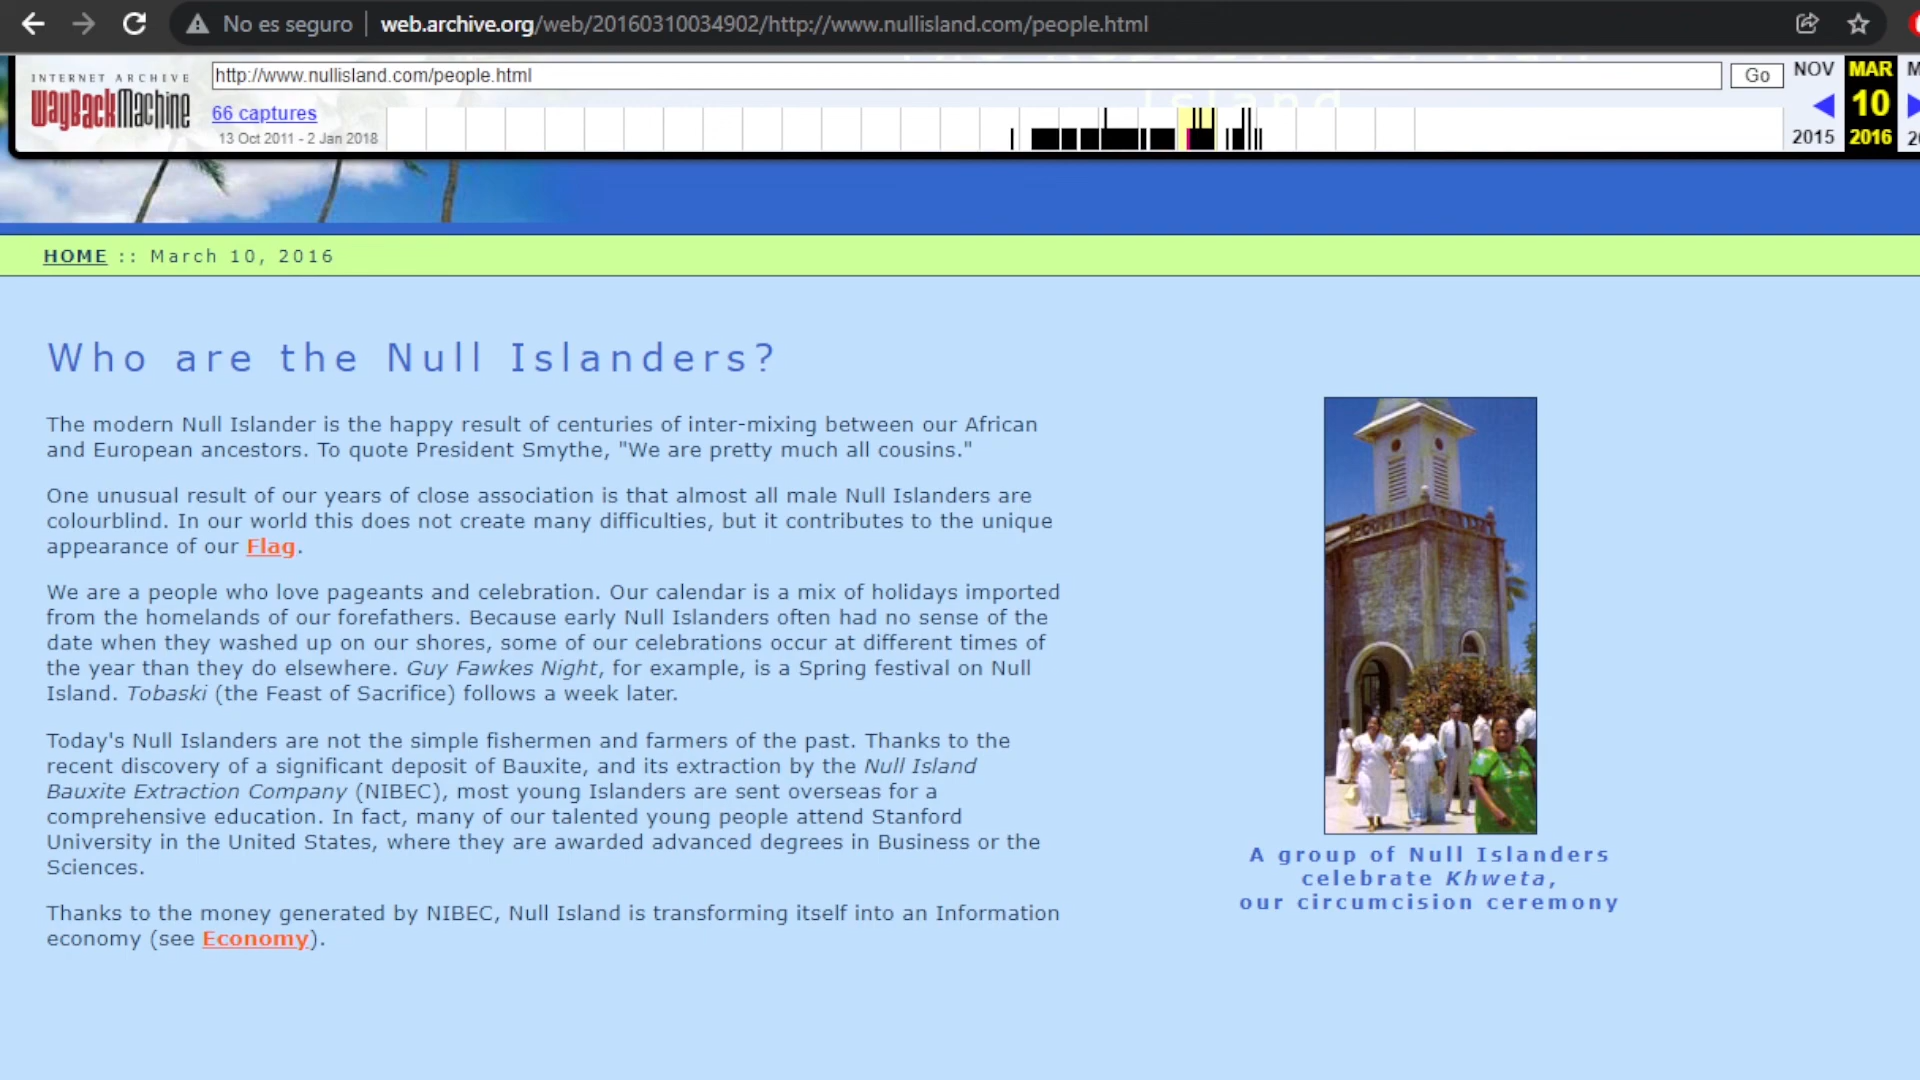 No es seguro | web.archive.org/web/20160310034902/http://www.nullisland.com/people.html
INTERNET ARCHIVE
WayBackMachine
http://www.nullisland.com/people.html
Go
NOV
MAR
66 captures
10
13 Oct 2011 - 2 Jan 2018
2015
2016
Island
HOME :: March 10, 2016
Who are the Null Islanders?
The modern Null Islander is the happy result of centuries of inter-mixing between our African
and European ancestors. To quote President Smythe, "We are pretty much all cousins."
One unusual result of our years of close association is that almost all male Null Islanders are
colourblind. In our world this does not create many difficulties, but it contributes to the unique
appearance of our Flag.
We are a people who love pageants and celebration. Our calendar is a mix of holidays imported
from the homelands of our forefathers. Because early Null Islanders often had no sense of the
date when they washed up on our shores, some of our celebrations occur at different times of
the year than they do elsewhere. Guy Fawkes Night, for example, is a Spring festival on Null
Island. Tobaski (the Feast of Sacrifice) follows a week later.
Today's Null Islanders are not the simple fishermen and farmers of the past. Thanks to the
recent discovery of a significant deposit of Bauxite, and its extraction by the Null Island
Bauxite Extraction Company (NIBEC), most young Islanders are sent overseas for a
comprehensive education. In fact, many of our talented young people attend Stanford
University in the United States, where they are awarded advanced degrees in Business or the
Sciences.
Thanks to the money generated by NIBEC, Null Island is transforming itself into an Information
economy (see Economy).
A group of Null Islanders
celebrate Khweta,
our circumcision ceremony